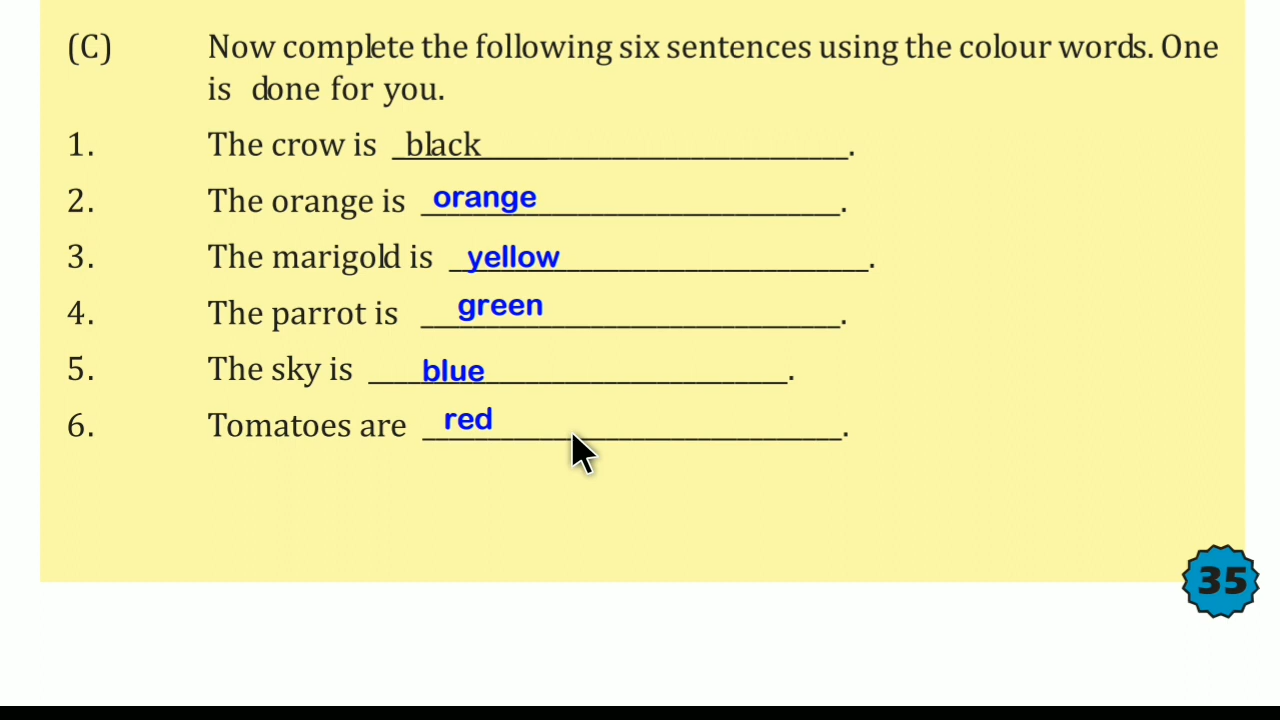 (C) Now complete the following six sentences using the colour words. One
is done for you.
1. The crow is black.
2. The orange is orange.
3. The marigold is yellow.
4. The parrot is green.
5. The sky is blue.
6. Tomatoes are red.
35